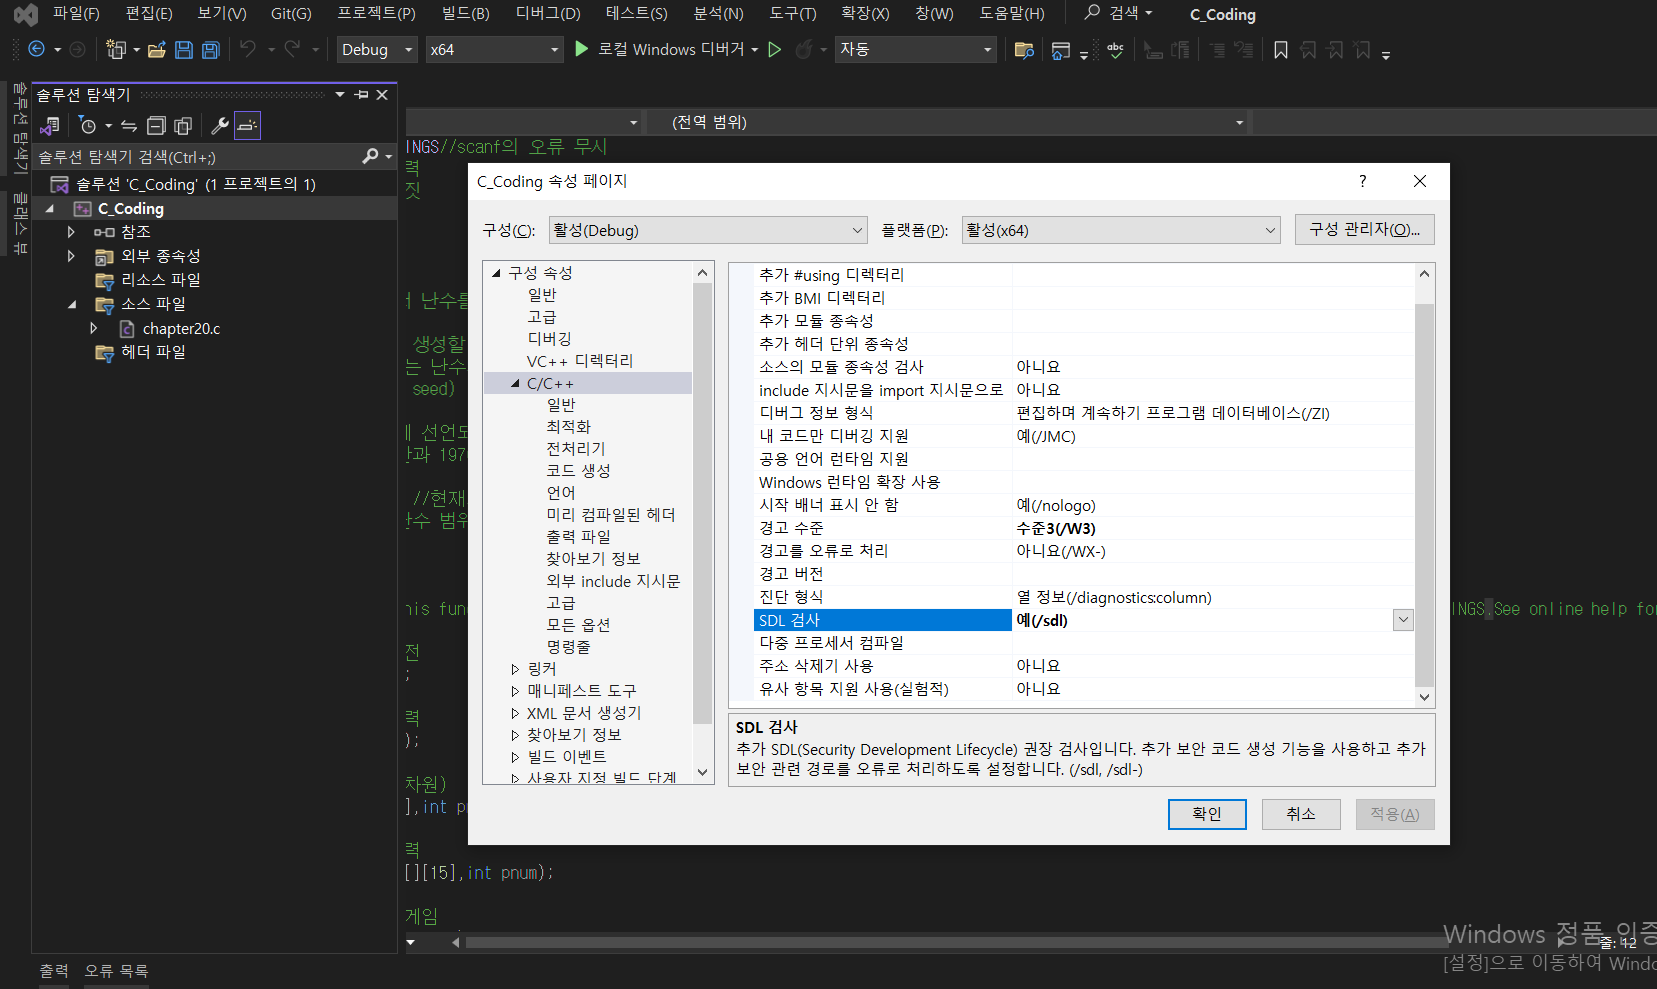 파일(F) 편집(E) 보기(V) Git(G) 프로젝트(P) 빌드(B) 디버그(D) 테스트(S) 분석(N) 도구(T) 확장(X) 창(W) 도움말(H) 검색 C_Coding
Debug x64 로컬 Windows 디버거 자동
솔루션 탐색기
클래스 뷰
솔루션 탐색기
솔루션 탐색기 검색(Ctrl+;)
솔루션 'C_Coding' (1 프로젝트의 1)
C_Coding
참조
외부 종속성
리소스 파일
소스 파일
chapter20.c
헤더 파일
(전역 범위)
INGS//scanf의 오류 무시
력
짓
난수를
생성할
는 난수
seed)
선언되
과 197
//현재
수 범위
his fun
INGS.See online help for
전
;
력
);
차원)
],int p
력
[][15],int pnum);
게임
C_Coding 속성 페이지
구성(C): 활성(Debug) 플랫폼(P): 활성(x64) 구성 관리자(O)...
구성 속성
일반
고급
디버깅
VC++ 디렉터리
C/C++
일반
최적화
전처리기
코드 생성
언어
미리 컴파일된 헤더
출력 파일
찾아보기 정보
외부 include 지시문
고급
모든 옵션
명령줄
링커
매니페스트 도구
XML 문서 생성기
찾아보기 정보
빌드 이벤트
사용자 지정 빌드 단계
추가 #using 디렉터리
추가 BMI 디렉터리
추가 모듈 종속성
추가 헤더 단위 종속성
소스의 모듈 종속성 검사 아니요
include 지시문을 import 지시문으로 아니요
디버그 정보 형식 편집하며 계속하기 프로그램 데이터베이스(/ZI)
내 코드만 디버깅 지원 예(/JMC)
공용 언어 런타임 지원
Windows 런타임 확장 사용
시작 배너 표시 안 함 예(/nologo)
경고 수준 수준3(/W3)
경고를 오류로 처리 아니요(/WX-)
경고 버전
진단 형식 열 정보(/diagnostics:column)
SDL 검사 예(/sdl)
다중 프로세서 컴파일
주소 삭제기 사용 아니요
유사 항목 지원 사용(실험적) 아니요
SDL 검사
추가 SDL(Security Development Lifecycle) 권장 검사입니다. 추가 보안 코드 생성 기능을 사용하고 추가
보안 관련 경로를 오류로 처리하도록 설정합니다. (/sdl, /sdl-)
확인 취소 적용(A)
Windows 정품 인증
줄: 12
[설정]으로 이동하여 Windo
출력 오류 목록